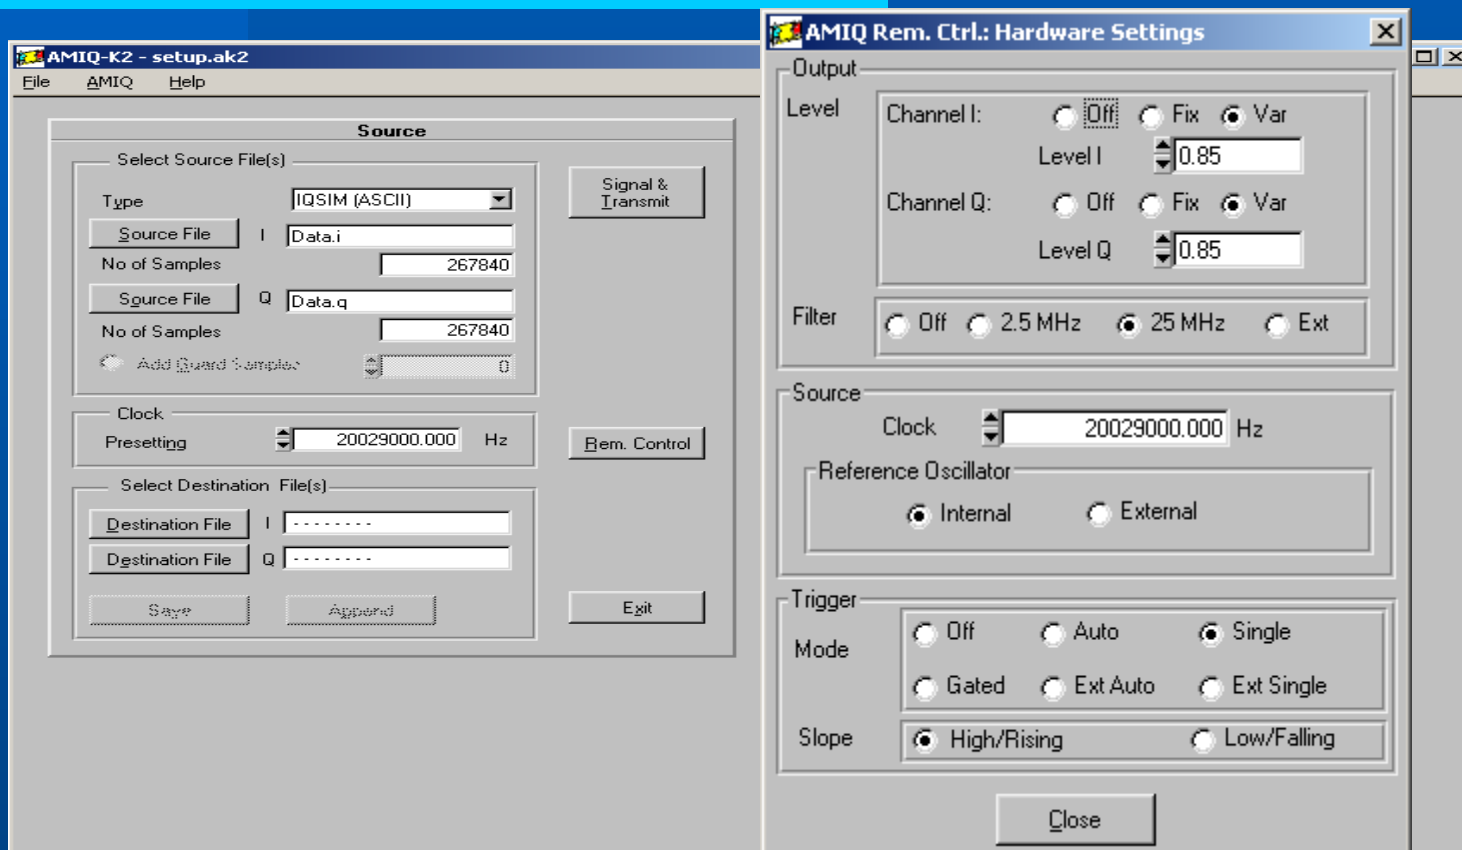 AMIQ-K2 - setup.ak2
File AMIQ Help
Source
Select Source File(s)
Type IQSIM (ASCII)
Source File I Data.i
No of Samples 267840
Source File Q Data.q
No of Samples 267840
Add Guard Samples 0
Signal &
Transmit
Clock
Presetting 20029000.000 Hz
Rem. Control
Select Destination File(s)
Destination File I --------
Destination File Q --------
Save Append
Exit
AMIQ Rem. Ctrl.: Hardware Settings
Output
Level
Channel I: Off Fix Var
Level I 0.85
Channel Q: Off Fix Var
Level Q 0.85
Filter Off 2.5 MHz 25 MHz Ext
Source
Clock 20029000.000 Hz
Reference Oscillator
Internal External
Trigger
Mode
Off Auto Single
Gated Ext Auto Ext Single
Slope High/Rising Low/Falling
Close